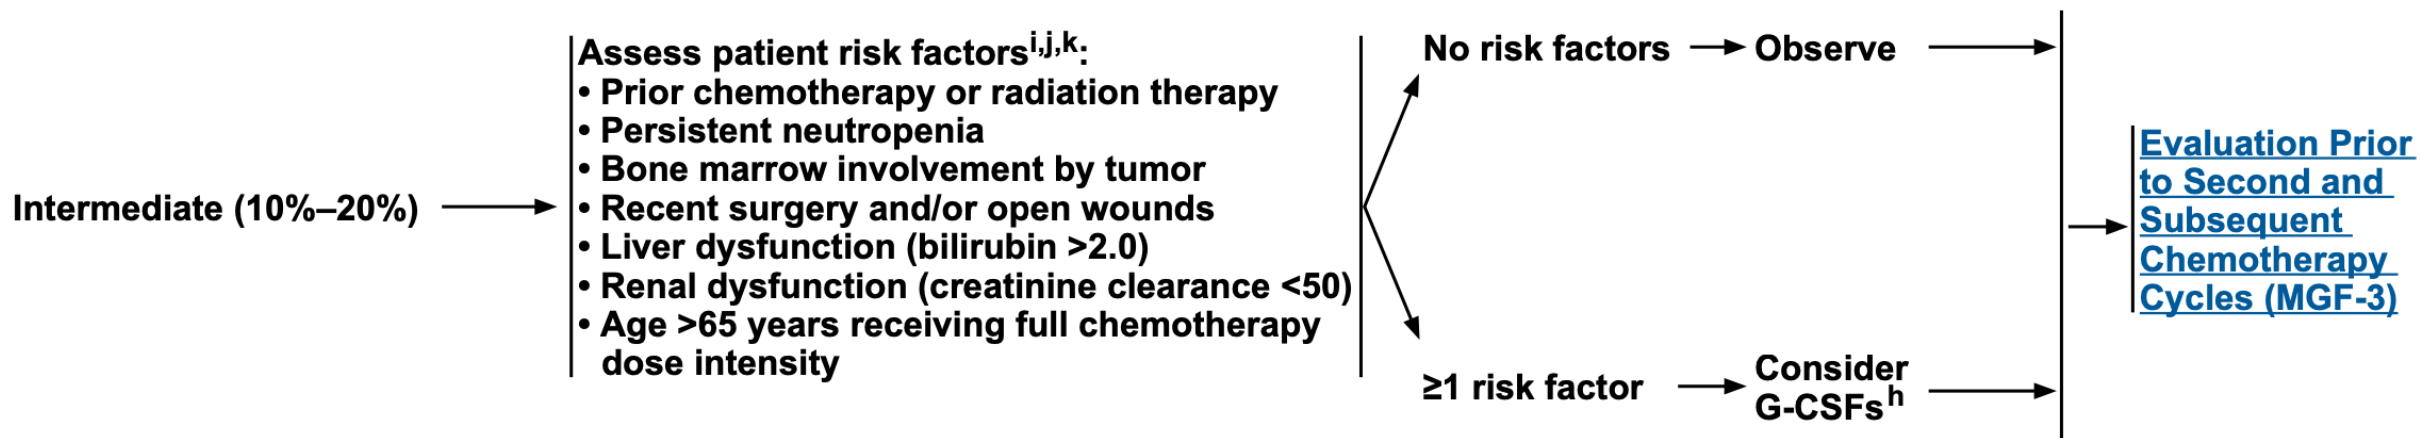 Intermediate (10%–20%)
Assess patient risk factorsi,j,k:
• Prior chemotherapy or radiation therapy
• Persistent neutropenia
• Bone marrow involvement by tumor
• Recent surgery and/or open wounds
• Liver dysfunction (bilirubin >2.0)
• Renal dysfunction (creatinine clearance <50)
• Age >65 years receiving full chemotherapy
dose intensity
No risk factors
Observe
≥1 risk factor
Consider
G-CSFsh
Evaluation Prior
to Second and
Subsequent
Chemotherapy
Cycles (MGF-3)